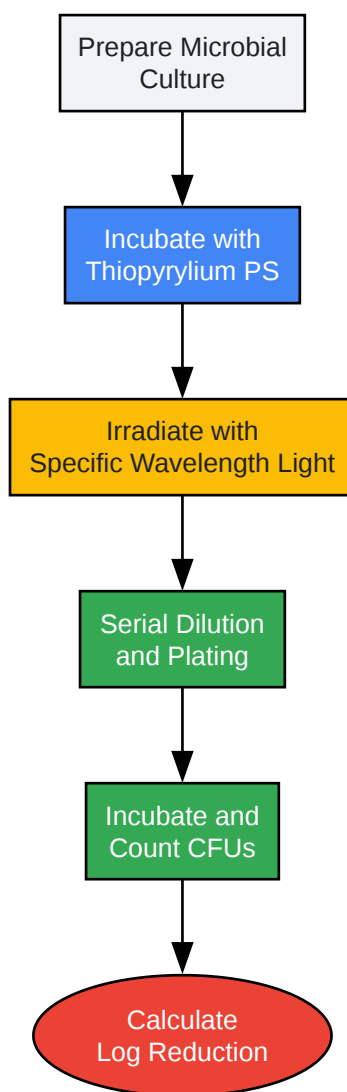 Prepare Microbial
Culture
Incubate with
Thiopyrylium PS
Irradiate with
Specific Wavelength Light
Serial Dilution
and Plating
Incubate and
Count CFUs
Calculate
Log Reduction